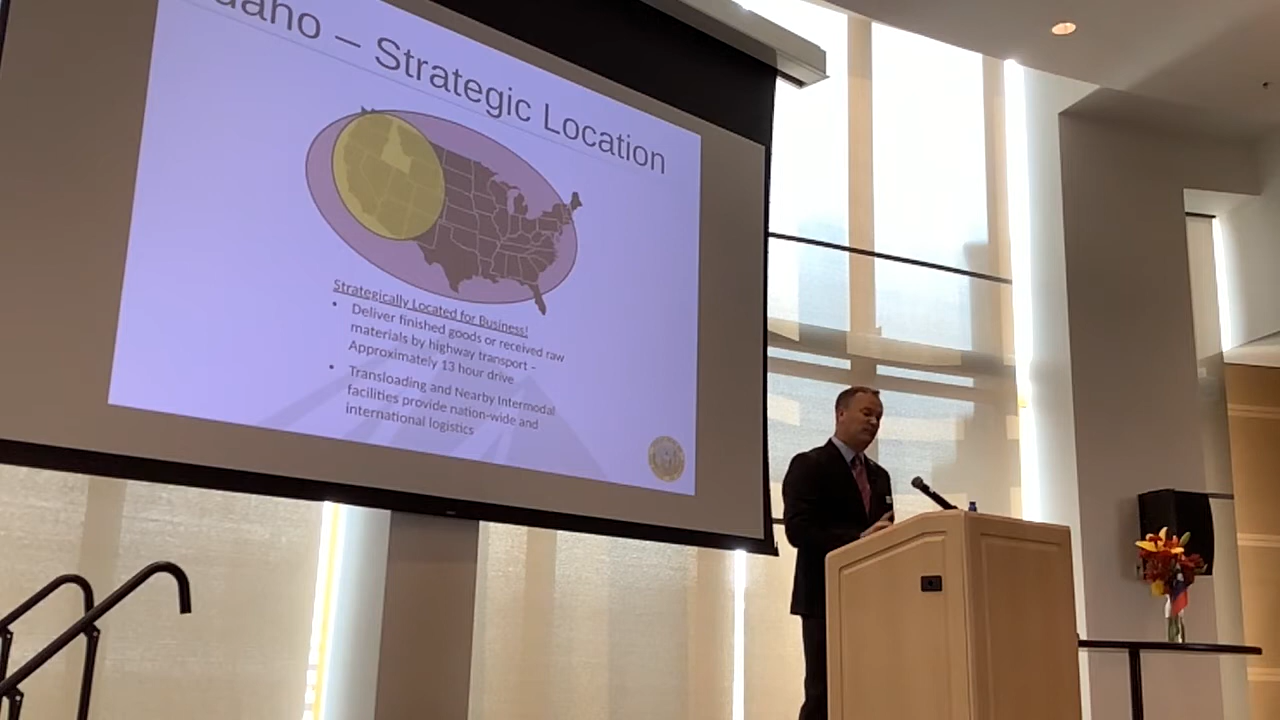 daho – Strategic Location
Strategically Located for Business!
• Deliver finished goods or received raw
materials by highway transport –
Approximately 13 hour drive
• Transloading and Nearby Intermodal
facilities provide nation-wide and
international logistics